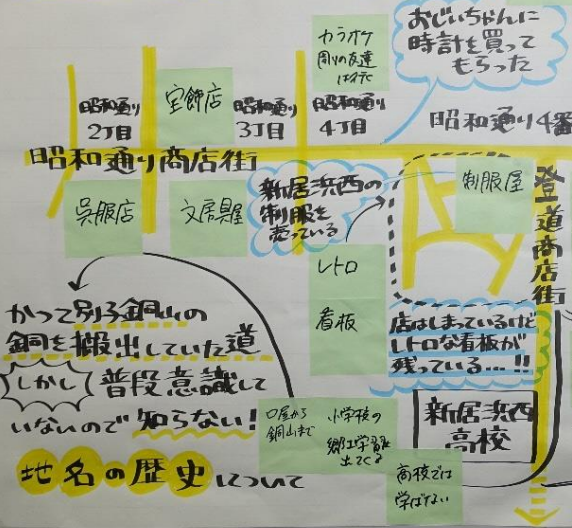 おじいちゃんに
時計を買って
もらった
カラオケ
周りの友達
は行く
宝飾店
昭和通り
2丁目
昭和通り
3丁目
昭和通り
4丁目
昭和通り4番
昭和通り商店街
登道商店街
呉服店
文房具屋
新居浜西の
制服を
売っている
制服屋
レトロ
看板
店はしまっているけど
レトロな看板が
残っている…!!
かつて別子銅山の
銅を搬出していた道
しかし
普段意識して
いないので知らない!
口屋から
銅山まで
小学校の
郷土学習に
出てくる
高校では
学ばない
新居浜西
高校
地名の歴史について